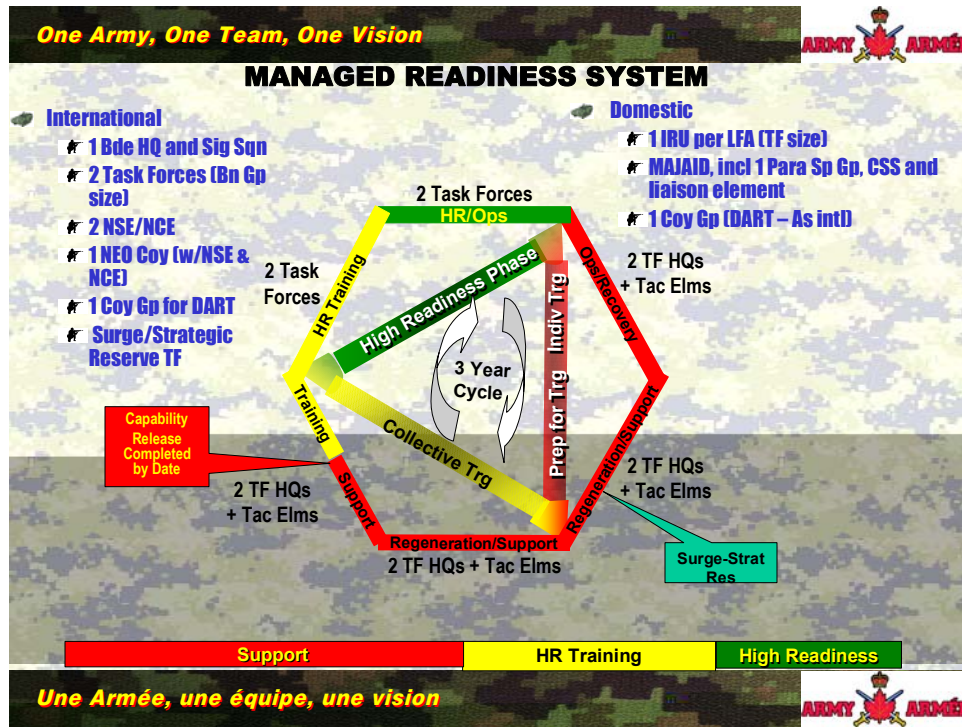 One Army, One Team, One Vision
ARMY ARMÉE
MANAGED READINESS SYSTEM
International
1 Bde HQ and Sig Sqn
2 Task Forces (Bn Gp
size)
2 NSE/NCE
1 NEO Coy (w/NSE &
NCE)
1 Coy Gp for DART
Surge/Strategic
Reserve TF
Domestic
1 IRU per LFA (TF size)
MAJAID, incl 1 Para Sp Gp, CSS and
liaison element
1 Coy Gp (DART – As intl)
2 Task Forces
HR/Ops
2 Task
Forces
HR Training
High Readiness Phase
Prep for Trg Indiv Trg
Ops/Recovery
2 TF HQs
+ Tac Elms
3 Year
Cycle
Training
Collective Trg
Capability
Release
Completed
by Date
2 TF HQs
+ Tac Elms
Support
Regeneration/Support
2 TF HQs
+ Tac Elms
Regeneration/Support
2 TF HQs + Tac Elms
Surge-Strat
Res
Support
HR Training
High Readiness
Une Armée, une équipe, une vision
ARMY ARMÉE